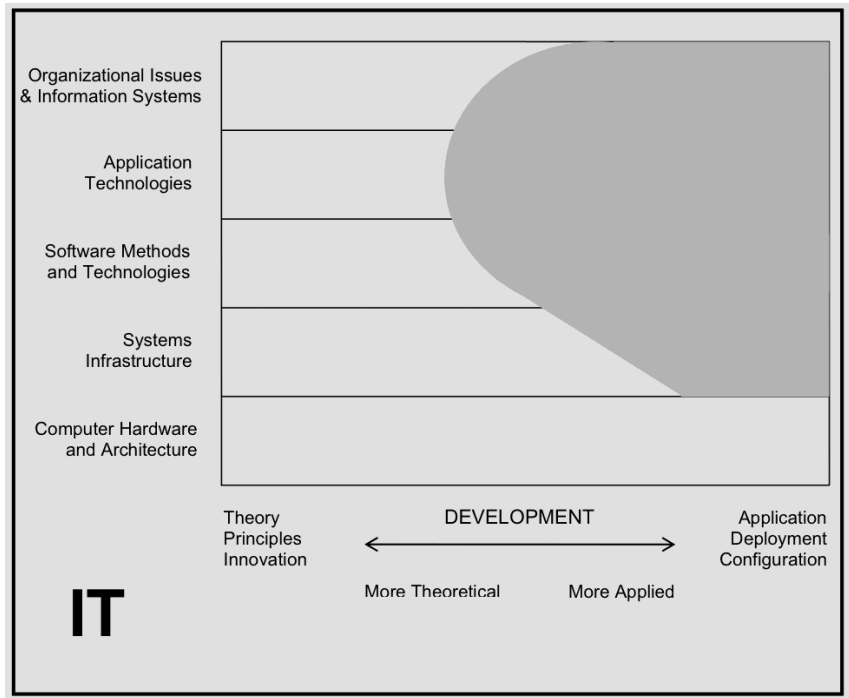 Organizational Issues
& Information Systems
Application
Technologies
Software Methods
and Technologies
Systems
Infrastructure
Computer Hardware
and Architecture
Theory
Principles
Innovation
DEVELOPMENT
Application
Deployment
Configuration
More Theoretical
More Applied
IT